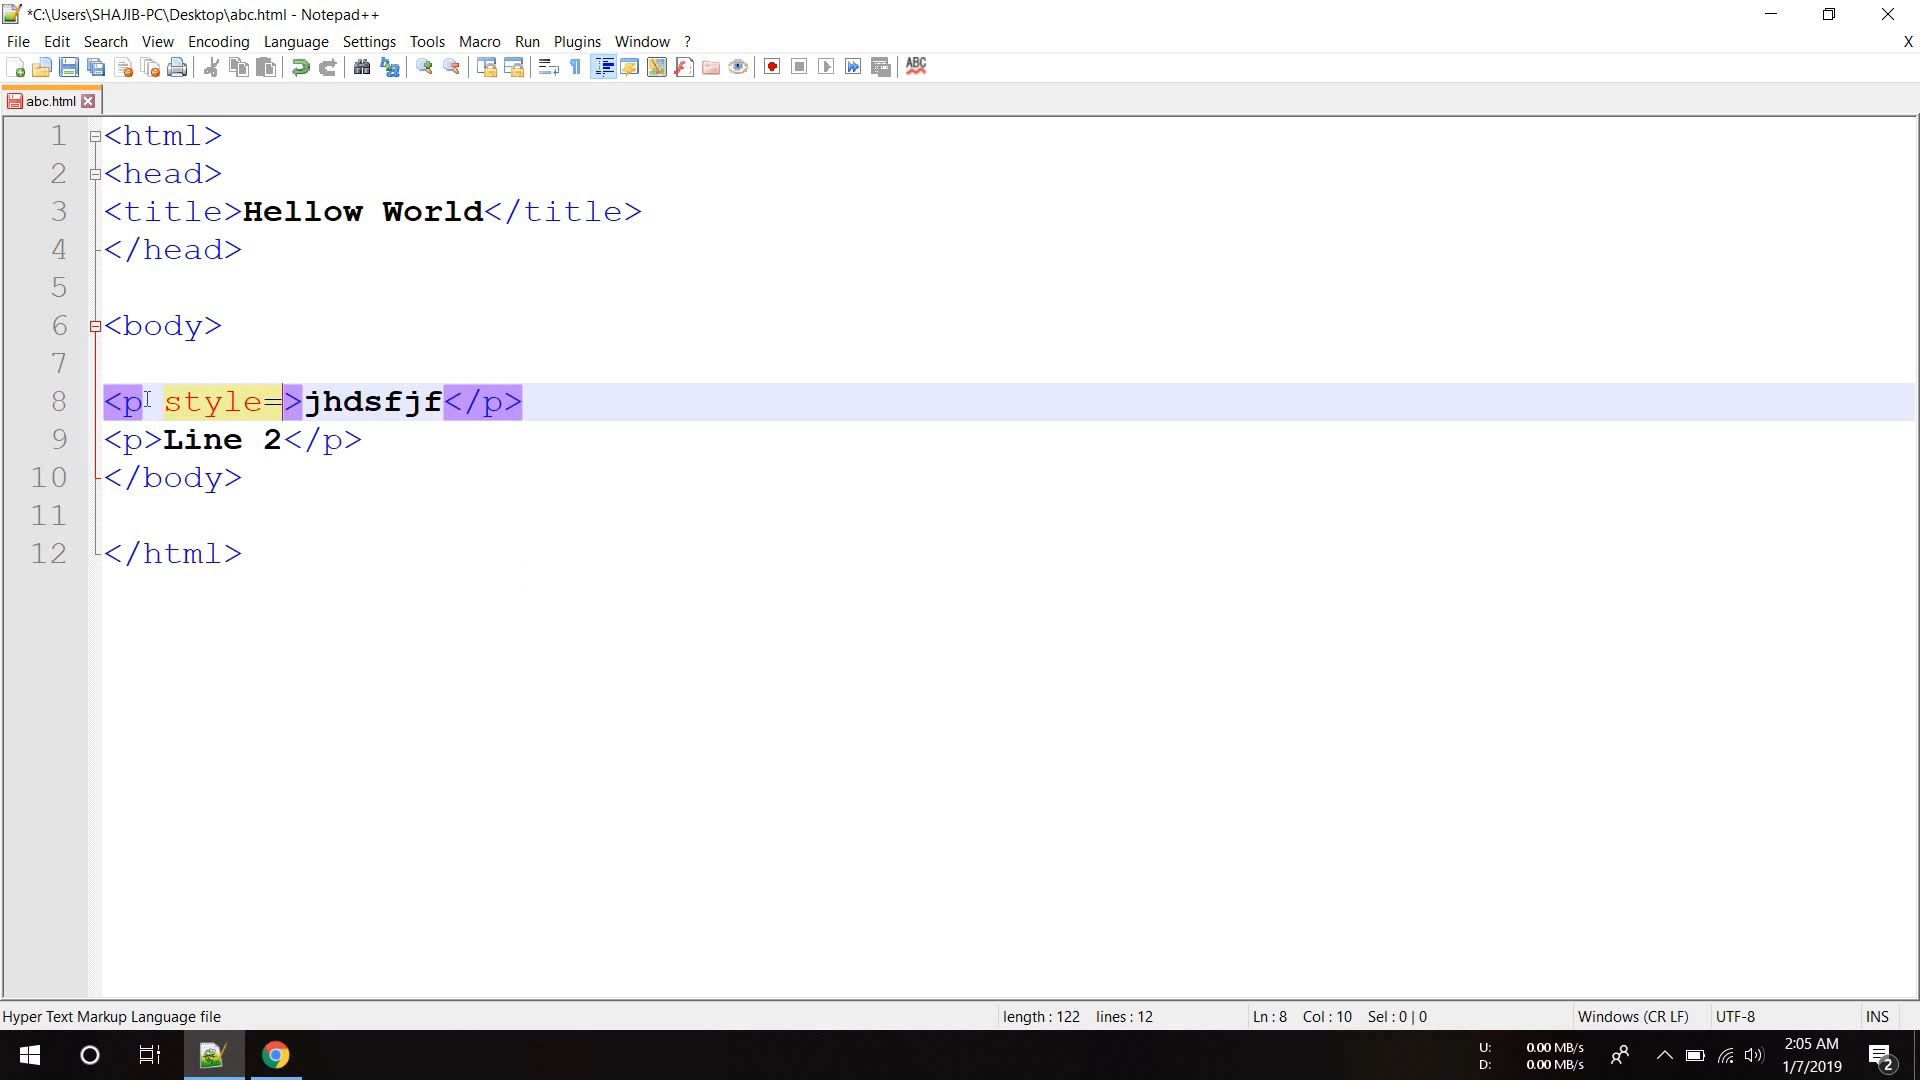 *C:\Users\SHAJIB-PC\Desktop\abc.html - Notepad++
File Edit Search View Encoding Language Settings Tools Macro Run Plugins Window ? X
ABC
abc.html
1 <html>
2 <head>
3 <title>Hellow World</title>
4 </head>
5
6 <body>
7
8 <p style=>jhdsfjf</p>
9 <p>Line 2</p>
10 </body>
11
12 </html>
Hyper Text Markup Language file length : 122 lines : 12 Ln : 8 Col : 10 Sel : 0 | 0 Windows (CR LF) UTF-8 INS
U: 0.00 MB/s
D: 0.00 MB/s
2:05 AM
1/7/2019
2